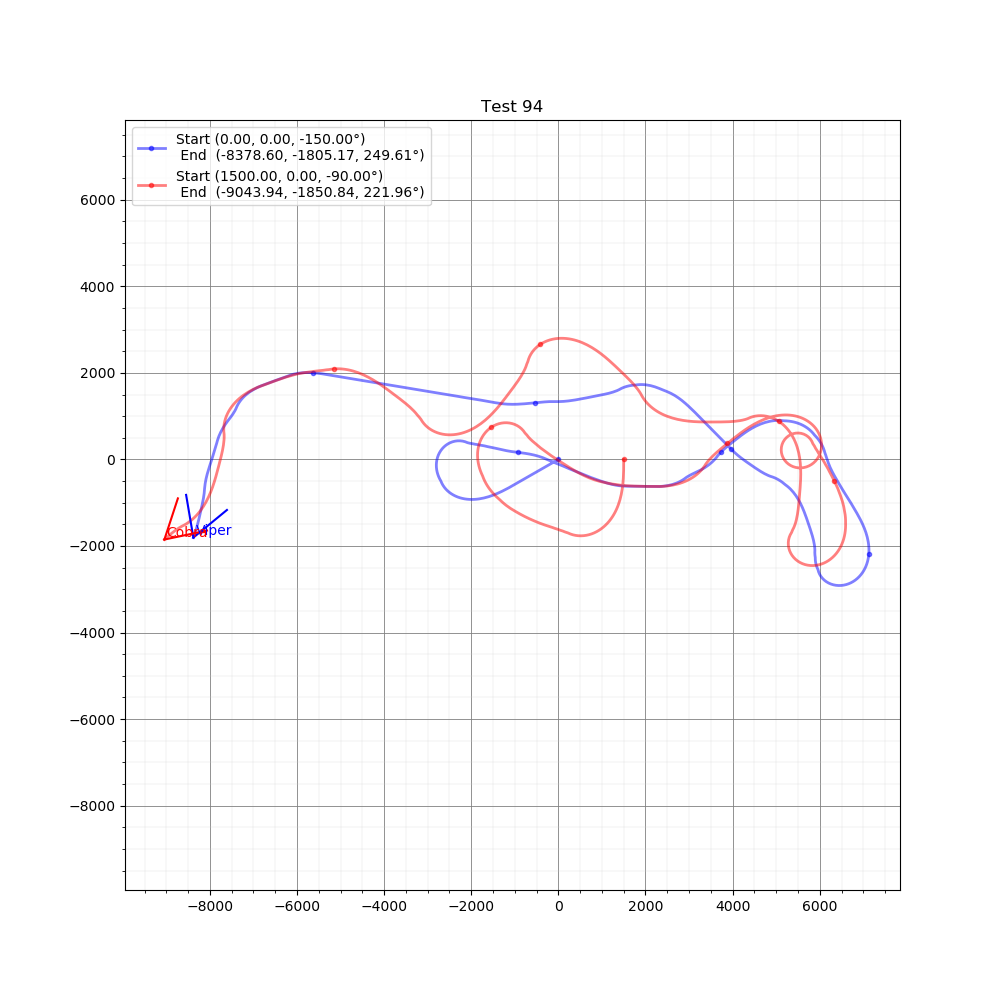 Test 94
Start (0.00, 0.00, -150.00°)
End (-8378.60, -1805.17, 249.61°)
Start (1500.00, 0.00, -90.00°)
End (-9043.94, -1850.84, 221.96°)
6000
4000
2000
0
−2000
−4000
−6000
−8000
Cobra
Viper
−8000 −6000 −4000 −2000 0 2000 4000 6000